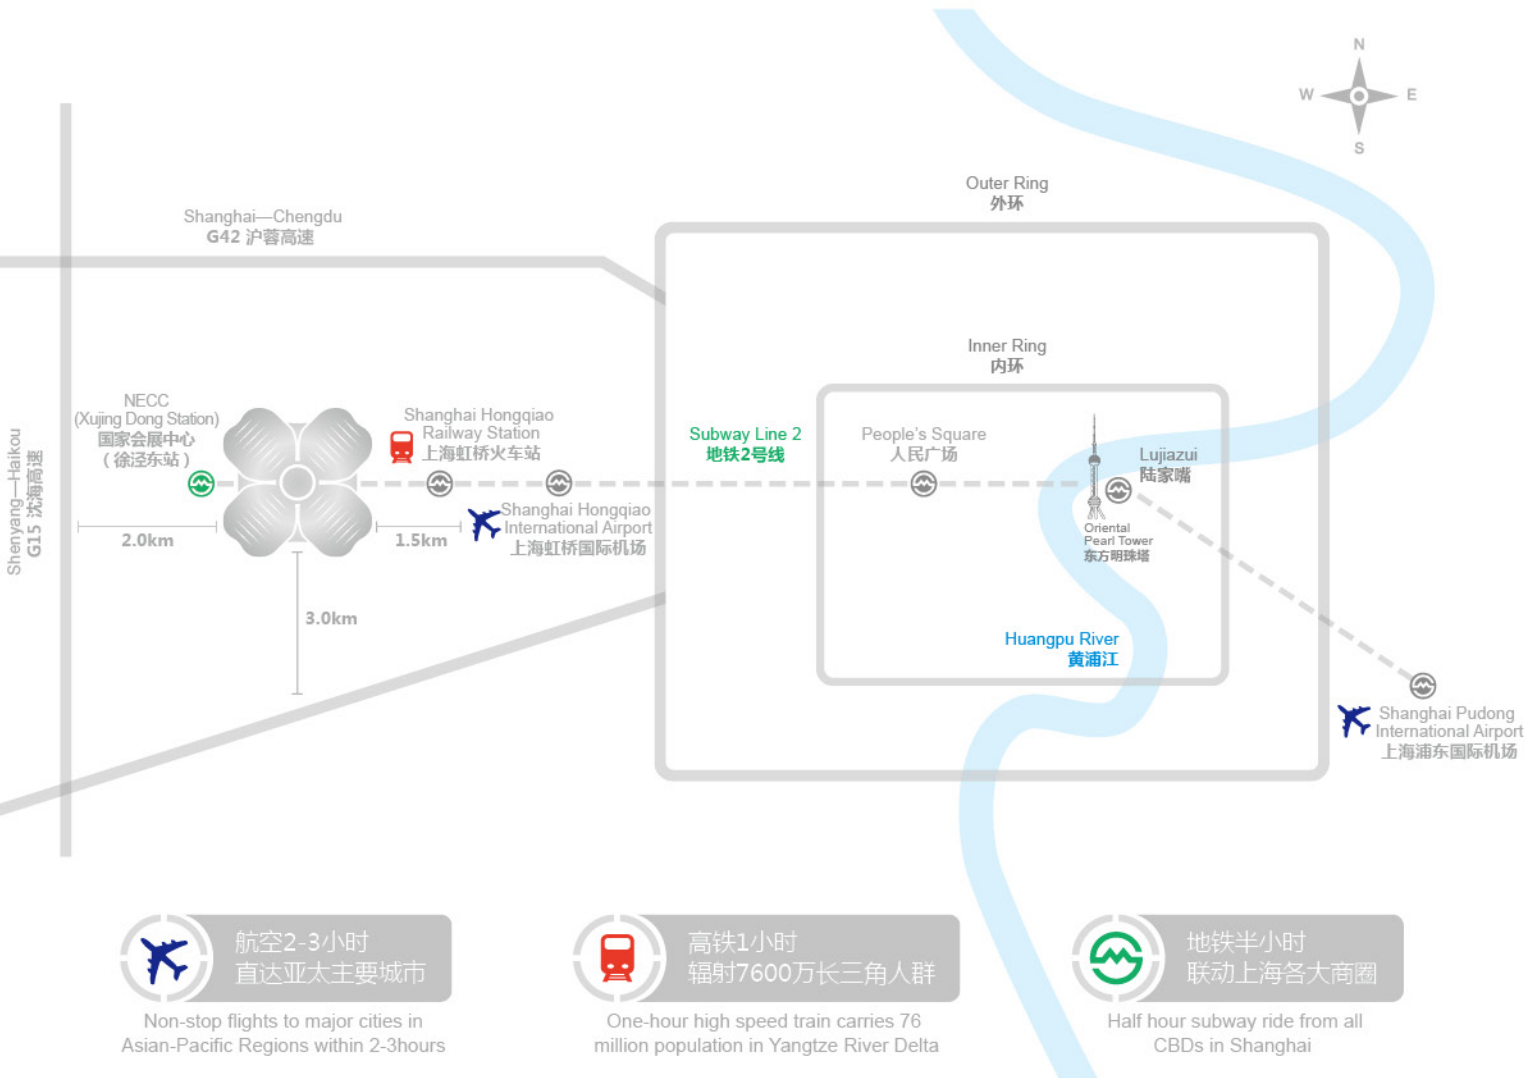 N
W
E
S
Outer Ring
外环
Shanghai—Chengdu
G42 沪蓉高速
Inner Ring
内环
NECC
(Xujing Dong Station)
国家会展中心
（徐泾东站）
Shanghai Hongqiao
Railway Station
上海虹桥火车站
Subway Line 2
地铁2号线
People's Square
人民广场
Lujiazui
陆家嘴
Shenyang—Haikou
G15 沈海高速
Shanghai Hongqiao
International Airport
上海虹桥国际机场
2.0km
1.5km
Oriental
Pearl Tower
东方明珠塔
3.0km
Huangpu River
黄浦江
Shanghai Pudong
International Airport
上海浦东国际机场
航空2-3小时
直达亚太主要城市
Non-stop flights to major cities in
Asian-Pacific Regions within 2-3hours
高铁1小时
辐射7600万长三角人群
One-hour high speed train carries 76
million population in Yangtze River Delta
地铁半小时
联动上海各大商圈
Half hour subway ride from all
CBDs in Shanghai